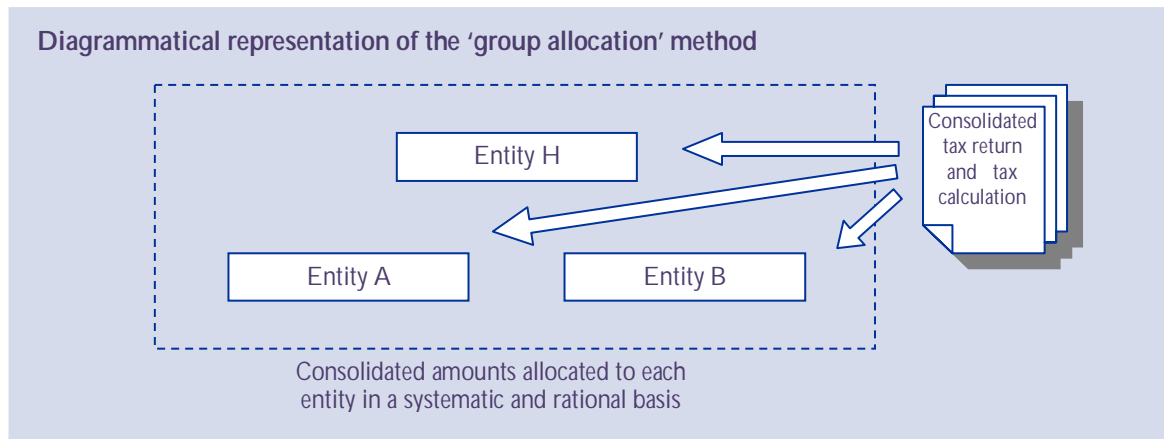 Diagrammatical representation of the ‘group allocation’ method
Consolidated
tax return
and tax
calculation
Entity H
Entity A
Entity B
Consolidated amounts allocated to each
entity in a systematic and rational basis